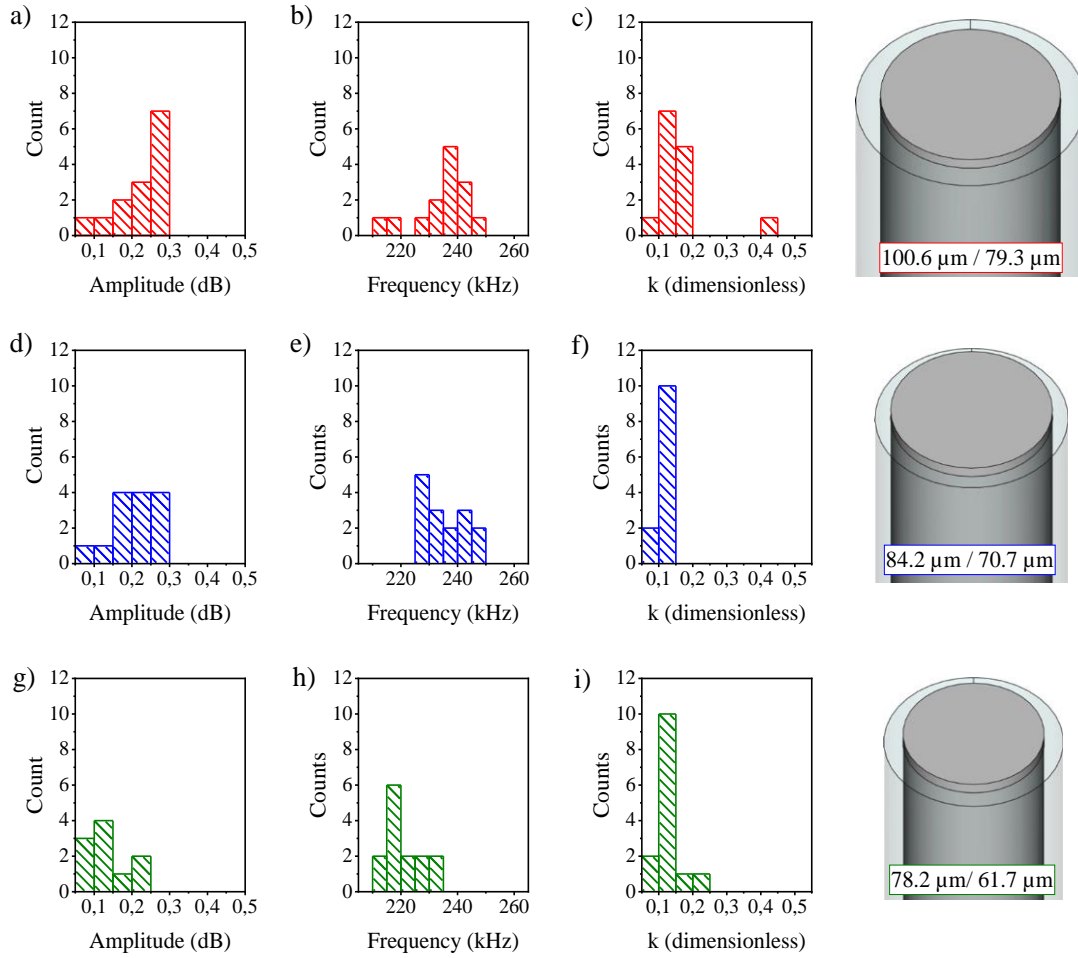 a)
12
10
8
6
4
2
0
Count
0,1 0,2 0,3 0,4 0,5
Amplitude (dB)
b)
12
10
8
6
4
2
0
Count
220 240 260
Frequency (kHz)
c)
12
10
8
6
4
2
0
Count
0,1 0,2 0,3 0,4 0,5
k (dimensionless)
100.6 µm / 79.3 µm
d)
12
10
8
6
4
2
0
Count
0,1 0,2 0,3 0,4 0,5
Amplitude (dB)
e)
12
10
8
6
4
2
0
Counts
220 240 260
Frequency (kHz)
f)
12
10
8
6
4
2
0
Counts
0,1 0,2 0,3 0,4 0,5
k (dimensionless)
84.2 µm / 70.7 µm
g)
12
10
8
6
4
2
0
Count
0,1 0,2 0,3 0,4 0,5
Amplitude (dB)
h)
12
10
8
6
4
2
0
Counts
220 240 260
Frequency (kHz)
i)
12
10
8
6
4
2
0
Counts
0,1 0,2 0,3 0,4 0,5
k (dimensionless)
78.2 µm/ 61.7 µm